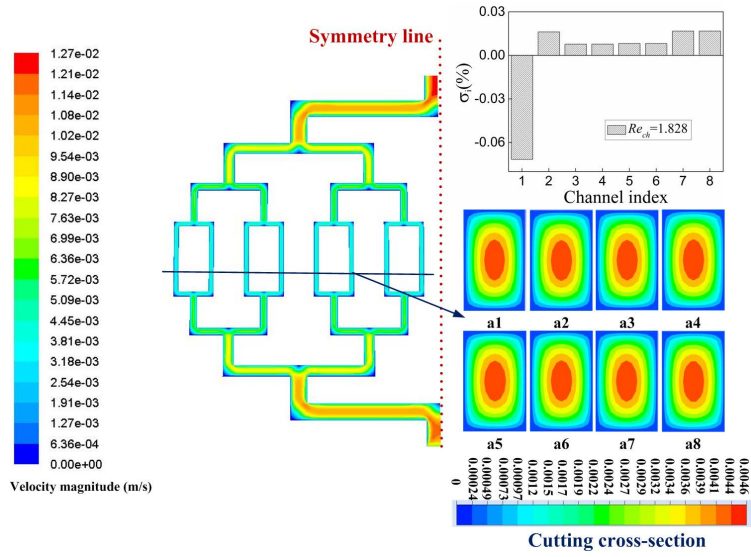 Symmetry line
1.27e-02
1.21e-02
1.14e-02
1.08e-02
1.02e-02
9.54e-03
8.90e-03
8.26e-03
7.63e-03
6.99e-03
6.36e-03
5.72e-03
5.09e-03
4.45e-03
3.81e-03
3.18e-03
2.54e-03
1.91e-03
1.27e-03
6.36e-04
0.00e+00
Velocity magnitude (m/s)
0.03
0.00
-0.03
-0.06
σᵢ(%)
Re_ch=1.828
1 2 3 4 5 6 7 8
Channel index
a1 a2 a3 a4
a5 a6 a7 a8
0 0.00024 0.00049 0.00073 0.00097 0.0012 0.0015 0.0017 0.0019 0.0022 0.0024 0.0027 0.0029 0.0032 0.0034 0.0036 0.0039 0.0041 0.0044 0.0046
Cutting cross-section